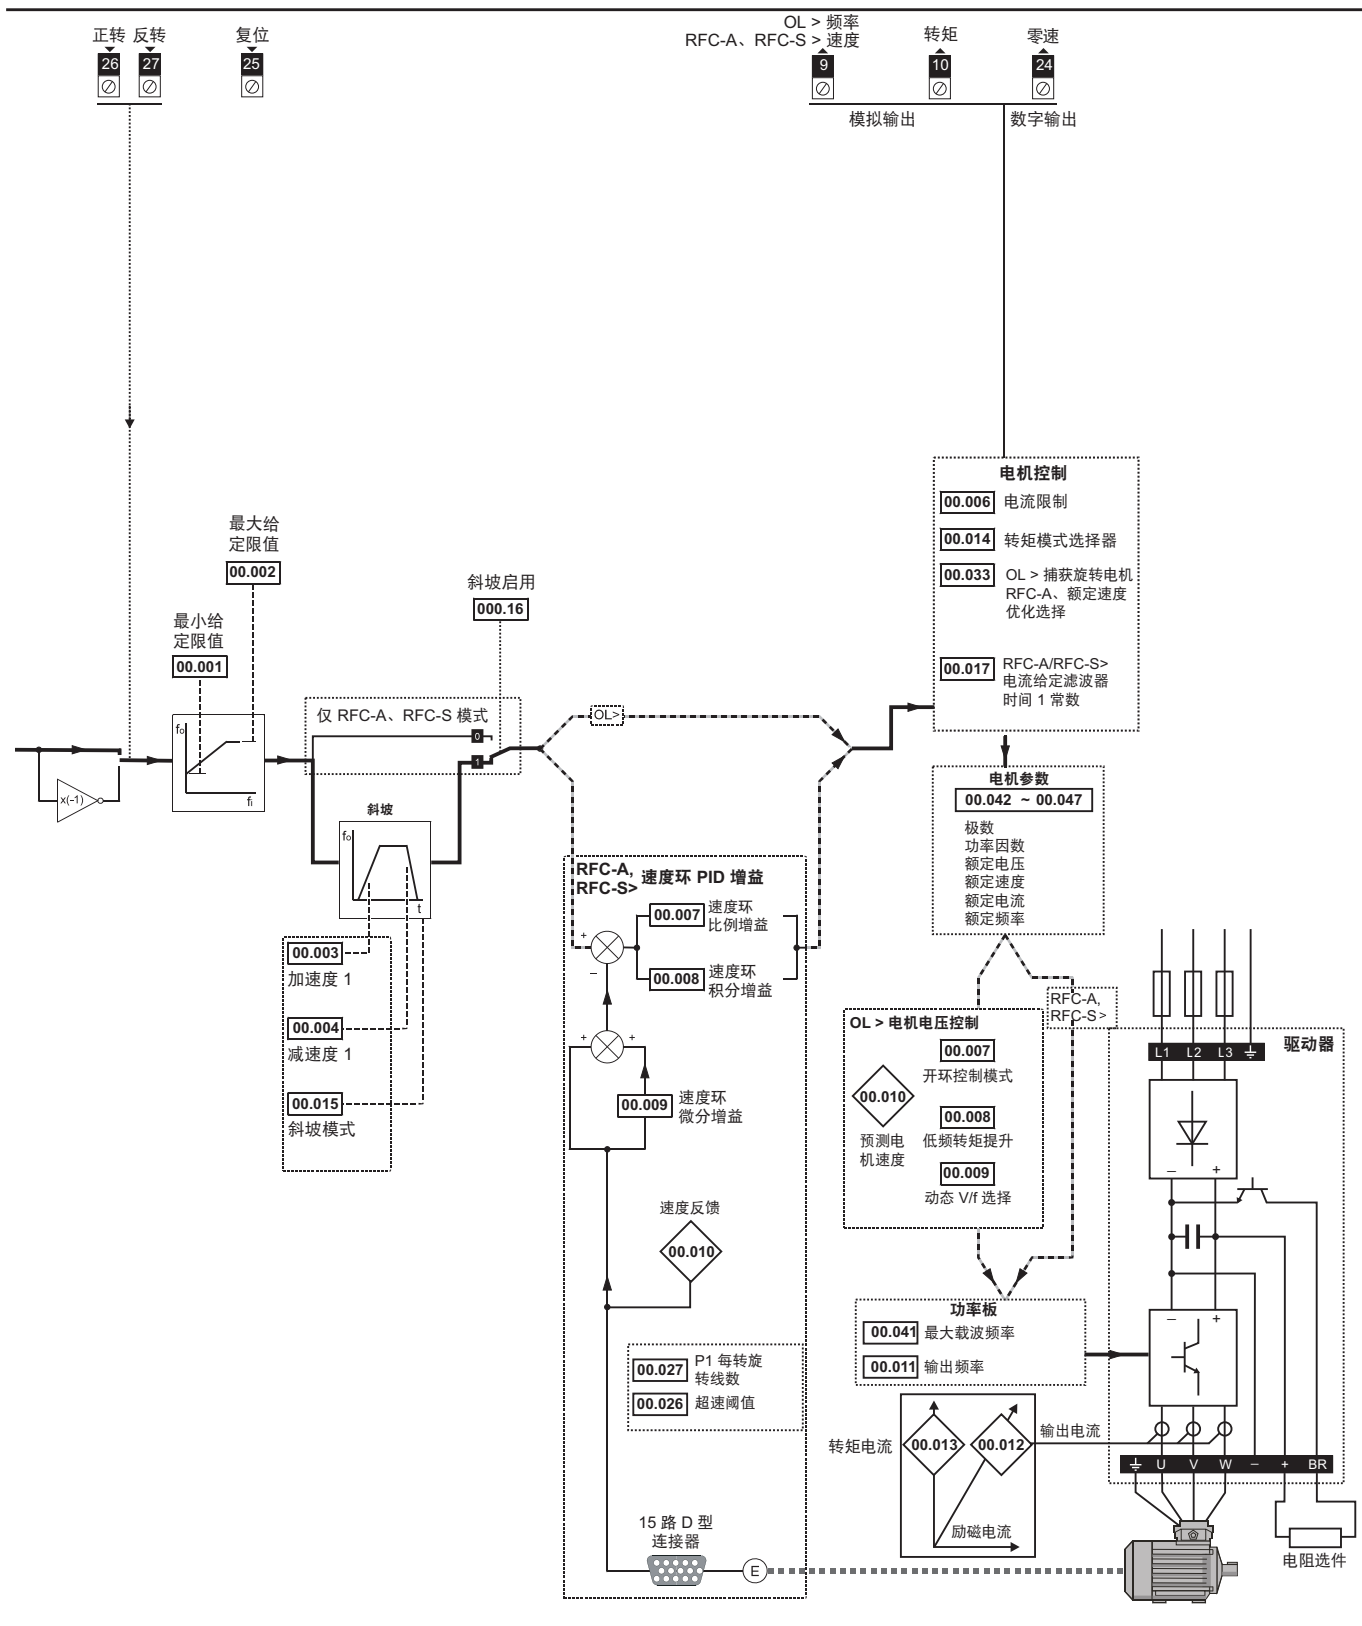 正转 反转
26 27
复位
25
OL > 频率
RFC-A、RFC-S > 速度
9
转矩
10
零速
24
模拟输出
数字输出
电机控制
00.006 电流限制
00.014 转矩模式选择器
00.033 OL > 捕获旋转电机
RFC-A、额定速度
优化选择
00.017 RFC-A/RFC-S>
电流给定滤波器
时间 1 常数
最大给
定限值
00.002
最小给
定限值
00.001
斜坡启用
000.16
仅 RFC-A、RFC-S 模式
0
1
OL>
x(-1)
fo
fi
斜坡
fo
t
00.003
加速度 1
00.004
减速度 1
00.015
斜坡模式
RFC-A,
RFC-S>
速度环 PID 增益
00.007 速度环
比例增益
00.008 速度环
积分增益
+
–
+ +
00.009 速度环
微分增益
速度反馈
00.010
00.027 P1 每转旋
转线数
00.026 超速阈值
15 路 D 型
连接器
E
电机参数
00.042 ~ 00.047
极数
功率因数
额定电压
额定速度
额定电流
额定频率
RFC-A,
RFC-S >
OL > 电机电压控制
00.007
开环控制模式
00.010
预测电
机速度
00.008
低频转矩提升
00.009
动态 V/f 选择
功率板
00.041 最大载波频率
00.011 输出频率
转矩电流
00.013 00.012
输出电流
励磁电流
驱动器
L1 L2 L3
– +
– +
U V W – + BR
电阻选件